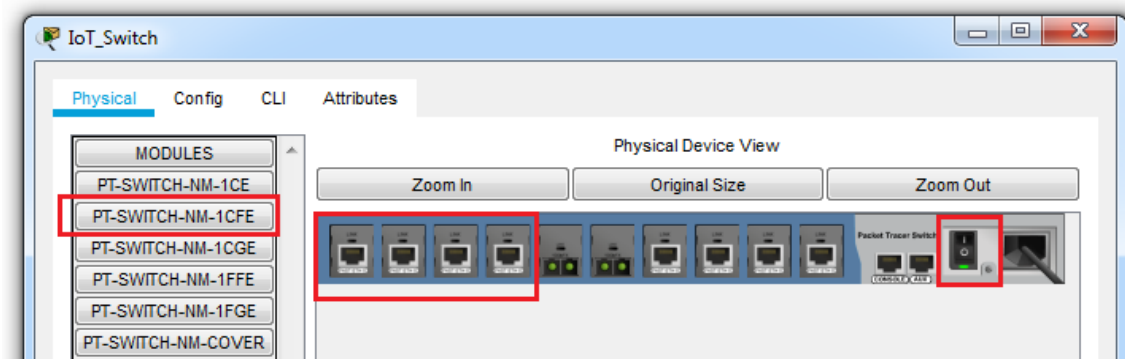 IoT_Switch
Physical Config CLI Attributes
MODULES
PT-SWITCH-NM-1CE
PT-SWITCH-NM-1CFE
PT-SWITCH-NM-1CGE
PT-SWITCH-NM-1FFE
PT-SWITCH-NM-1FGE
PT-SWITCH-NM-COVER
Physical Device View
Zoom In Original Size Zoom Out
Packet Tracer Switch
CONSOLE AUX